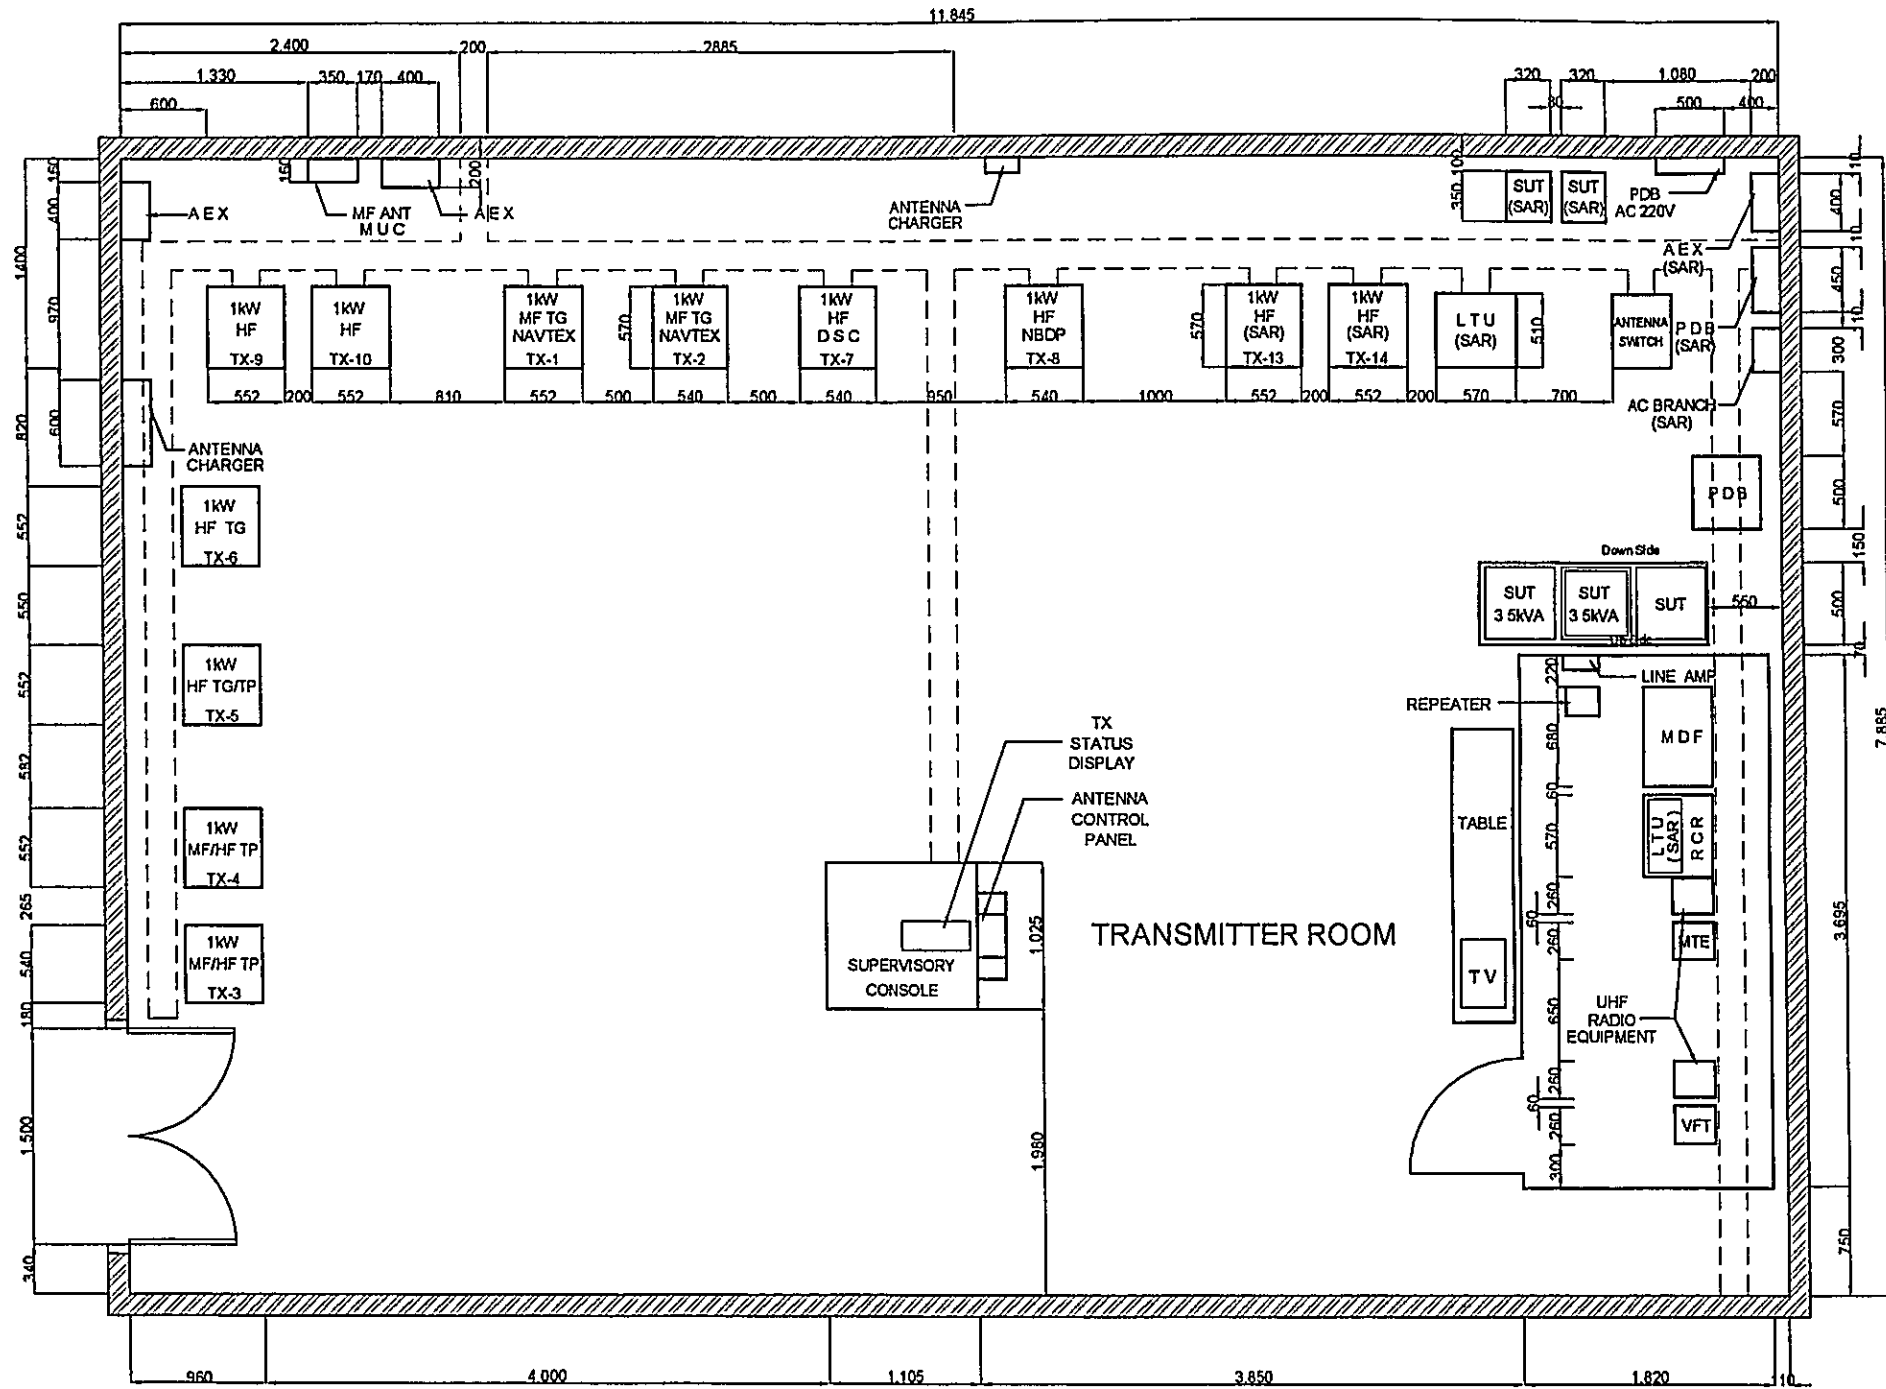 11.845
2.400
200
2885
1.330
350
170
400
320
320
1.080
200
600
80
500
400
160
400
970
1400
820
600
160
200
100
350
10
400
10
450
10
300
570
500
150
500
70
A E X
MF ANT
M U C
A E X
ANTENNA
CHARGER
SUT
(SAR)
SUT
(SAR)
PDB
AC 220V
A E X
(SAR)
P D B
(SAR)
AC BRANCH
(SAR)
1kW
HF
TX-9
1kW
HF
TX-10
1kW
MF TG
NAVTEX
TX-1
570
1kW
MF TG
NAVTEX
TX-2
1kW
HF
D S C
TX-7
1kW
HF
NBDP
TX-8
570
1kW
HF
(SAR)
TX-13
1kW
HF
(SAR)
TX-14
L T U
(SAR)
510
ANTENNA
SWITCH
552
200
552
810
552
500
540
500
540
950
540
1000
552
200
552
200
570
700
ANTENNA
CHARGER
P D B
1kW
HF TG
TX-6
552
550
552
582
552
265
540
180
1.500
340
1kW
HF TG/TP
TX-5
1kW
MF/HF TP
TX-4
1kW
MF/HF TP
TX-3
Down Side
SUT
3 5kVA
SUT
3 5kVA
SUT
550
Up Side
LINE AMP
REPEATER
M D F
TABLE
T V
L T U
(SAR)
R C R
MTE
UHF
RADIO
EQUIPMENT
VFT
220
680
60
570
260
60
260
650
260
60
260
300
TX
STATUS
DISPLAY
ANTENNA
CONTROL
PANEL
SUPERVISORY
CONSOLE
TRANSMITTER ROOM
1.025
1.980
7.885
3.695
750
960
4.000
1.105
3.850
1.820
110